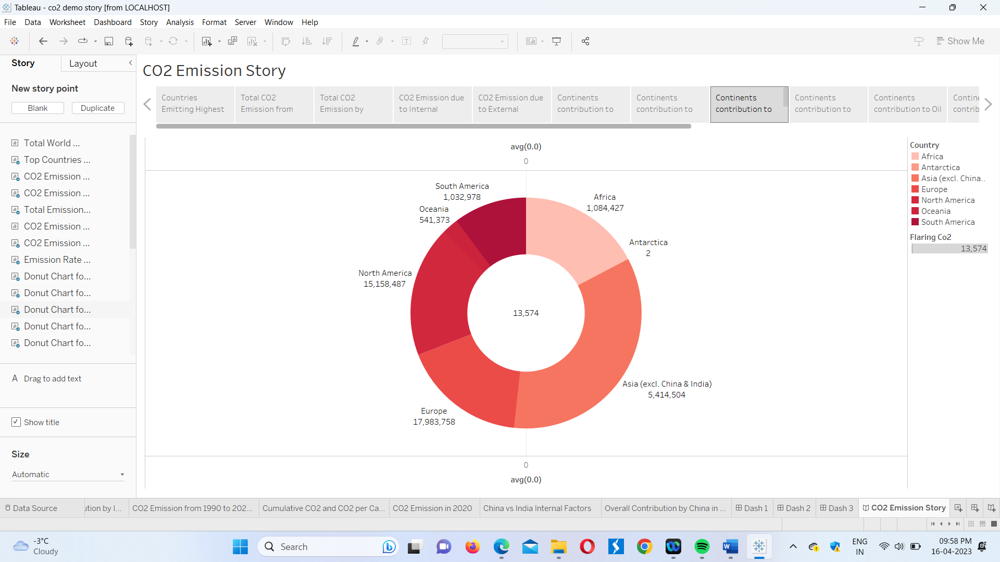 Tableau - co2 demo story [from LOCALHOST]
File Data Worksheet Dashboard Story Analysis Format Server Window Help
Show Me
Story
Layout
New story point
Blank
Duplicate
Total World ...
Top Countries ...
CO2 Emission ...
CO2 Emission ...
Total Emission...
CO2 Emission ...
CO2 Emission ...
Emission Rate ...
Donut Chart fo...
Donut Chart fo...
Donut Chart fo...
Donut Chart fo...
Donut Chart fo...
A Drag to add text
Show title
Size
Automatic
CO2 Emission Story
Countries
Emitting Highest
Total CO2
Emission from
Total CO2
Emission by
CO2 Emission due
to Internal
CO2 Emission due
to External
Continents
contribution to
Continents
contribution to
Continents
contribution to
Continents
contribution to
Continents
contribution to Oil
Contine
contrib
avg(0.0)
0
South America
1,032,978
Oceania
541,373
Africa
1,084,427
Antarctica
2
North America
15,158,487
13,574
Asia (excl. China & India)
5,414,504
Europe
17,983,758
0
avg(0.0)
Country
Africa
Antarctica
Asia (excl. China..
Europe
North America
Oceania
South America
Flaring Co2
13,574
Data Source
ution by I...
CO2 Emission from 1990 to 202...
Cumulative CO2 and CO2 per Ca...
CO2 Emission in 2020
China vs India Internal Factors
Overall Contribution by China in ...
Dash 1
Dash 2
Dash 3
CO2 Emission Story
-3°C
Cloudy
Search
ENG
IN
09:58 PM
16-04-2023